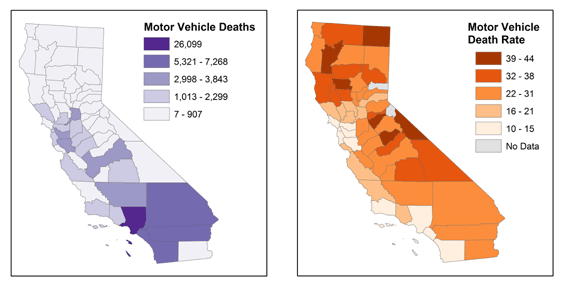 Motor Vehicle Deaths
26,099
5,321 - 7,268
2,998 - 3,843
1,013 - 2,299
7 - 907
Motor Vehicle
Death Rate
39 - 44
32 - 38
22 - 31
16 - 21
10 - 15
No Data